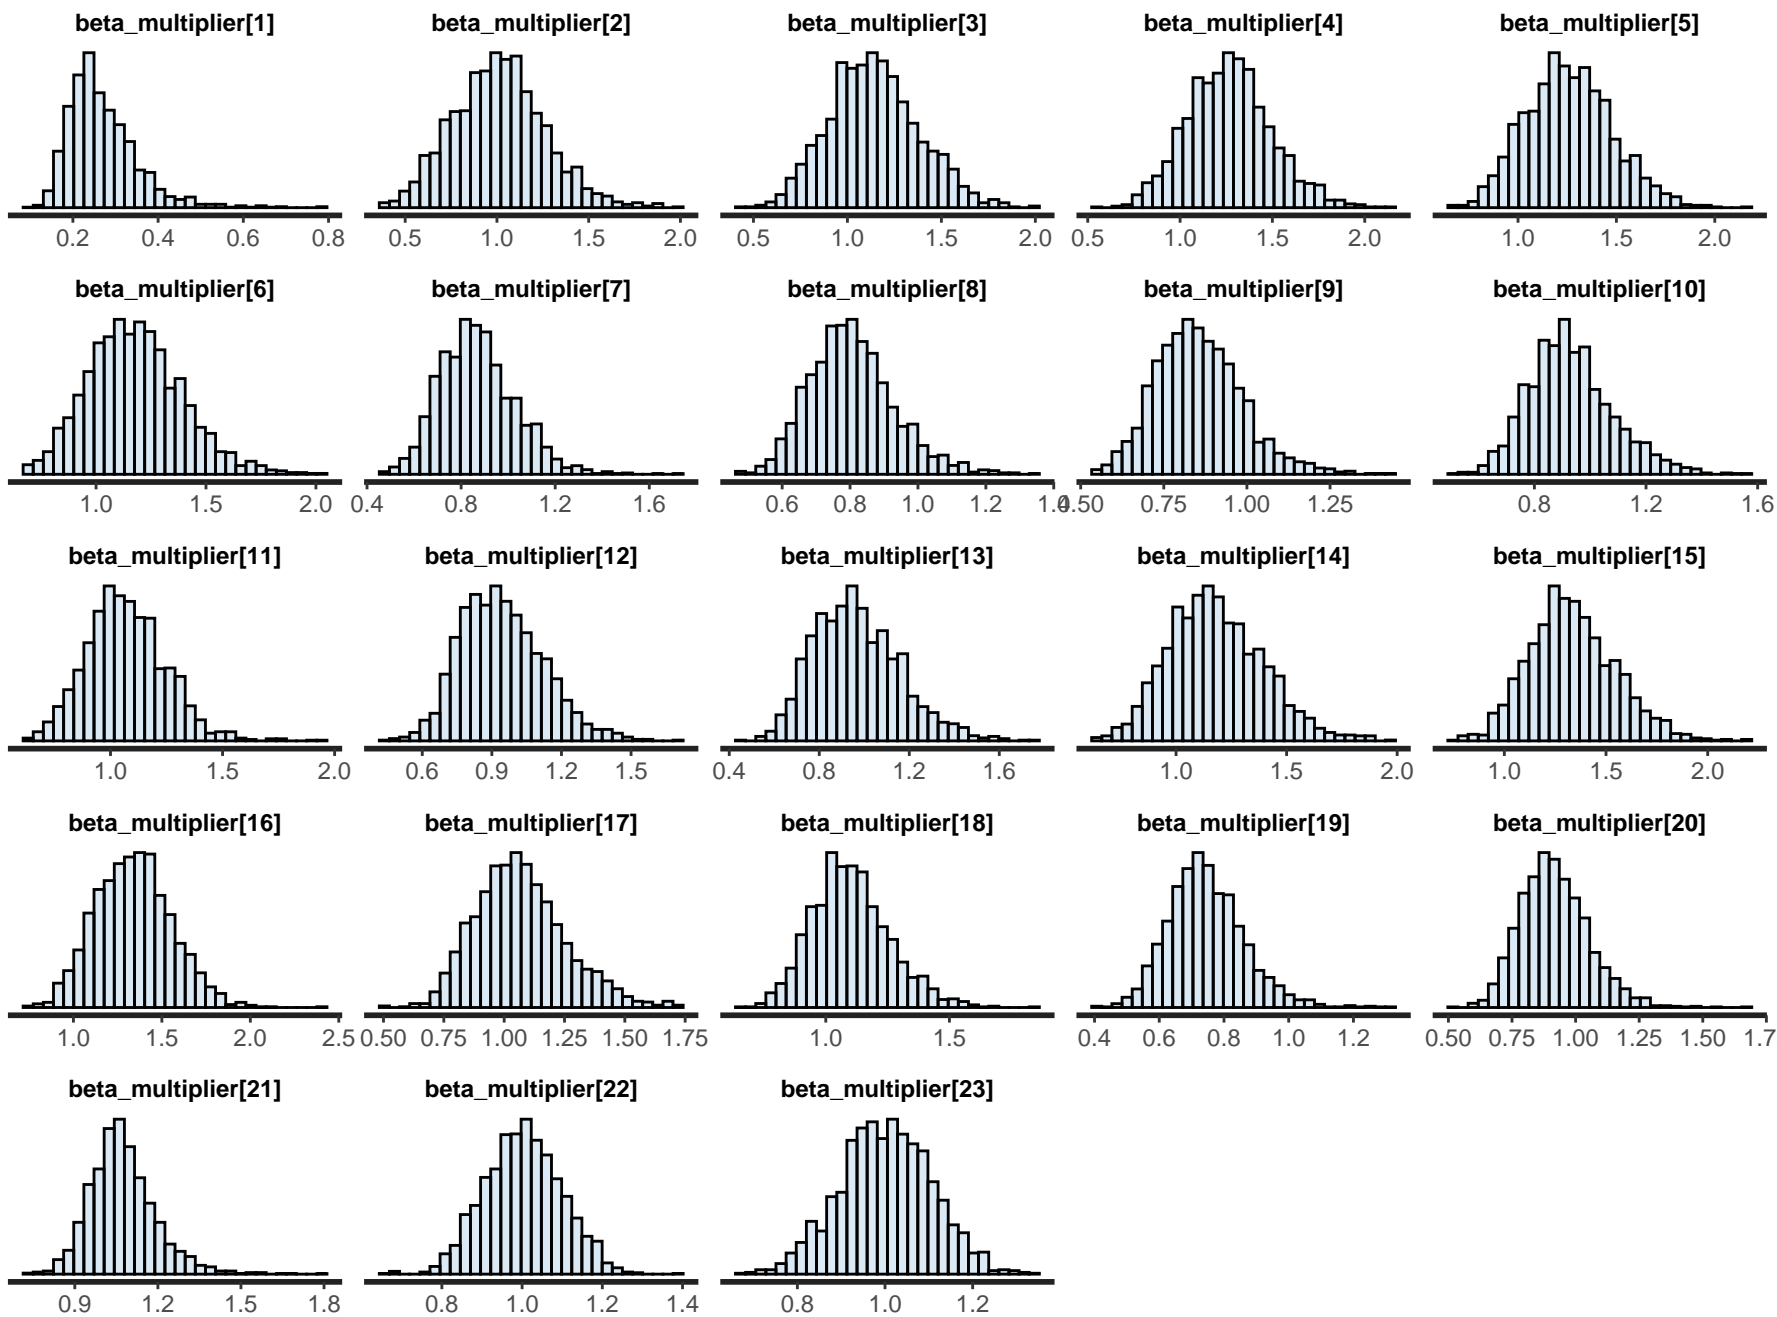 beta_multiplier[1] beta_multiplier[2] beta_multiplier[3] beta_multiplier[4] beta_multiplier[5]
0.2 0.4 0.6 0.8 0.5 1.0 1.5 2.0 0.5 1.0 1.5 2.0 0.5 1.0 1.5 2.0 1.0 1.5 2.0
beta_multiplier[6] beta_multiplier[7] beta_multiplier[8] beta_multiplier[9] beta_multiplier[10]
1.0 1.5 2.0 0.4 0.8 1.2 1.6 0.6 0.8 1.0 1.2 1.4 0.50 0.75 1.00 1.25 0.8 1.2 1.6
beta_multiplier[11] beta_multiplier[12] beta_multiplier[13] beta_multiplier[14] beta_multiplier[15]
1.0 1.5 2.0 0.6 0.9 1.2 1.5 0.4 0.8 1.2 1.6 1.0 1.5 2.0 1.0 1.5 2.0
beta_multiplier[16] beta_multiplier[17] beta_multiplier[18] beta_multiplier[19] beta_multiplier[20]
1.0 1.5 2.0 2.5 0.50 0.75 1.00 1.25 1.50 1.75 1.0 1.5 0.4 0.6 0.8 1.0 1.2 0.50 0.75 1.00 1.25 1.50 1.7
beta_multiplier[21] beta_multiplier[22] beta_multiplier[23]
0.9 1.2 1.5 1.8 0.8 1.0 1.2 1.4 0.8 1.0 1.2